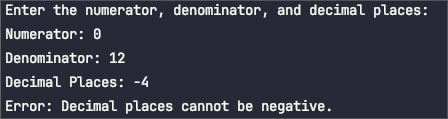 Enter the numerator, denominator, and decimal places:
Numerator: 0
Denominator: 12
Decimal Places: -4
Error: Decimal places cannot be negative.